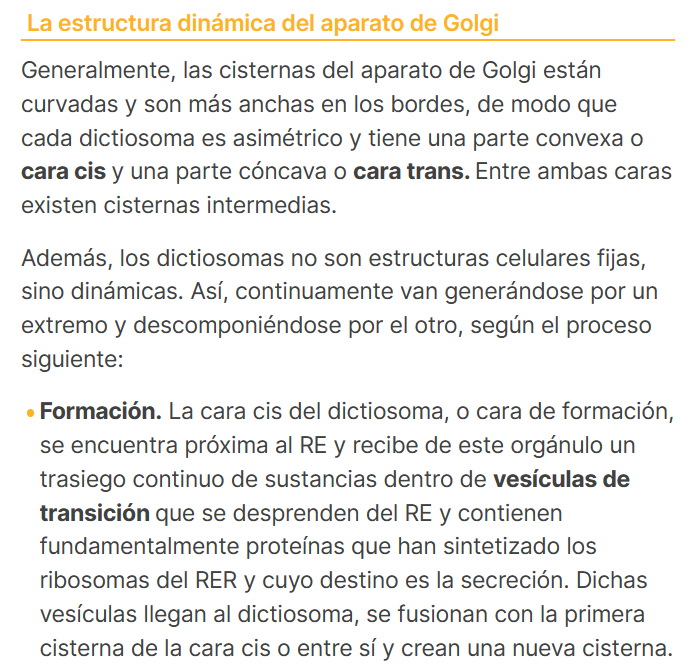 La estructura dinámica del aparato de Golgi
Generalmente, las cisternas del aparato de Golgi están
curvadas y son más anchas en los bordes, de modo que
cada dictiosoma es asimétrico y tiene una parte convexa o
cara cis y una parte cóncava o cara trans. Entre ambas caras
existen cisternas intermedias.
Además, los dictiosomas no son estructuras celulares fijas,
sino dinámicas. Así, continuamente van generándose por un
extremo y descomponiéndose por el otro, según el proceso
siguiente:
• Formación. La cara cis del dictiosoma, o cara de formación,
se encuentra próxima al RE y recibe de este orgánulo un
trasiego continuo de sustancias dentro de vesículas de
transición que se desprenden del RE y contienen
fundamentalmente proteínas que han sintetizado los
ribosomas del RER y cuyo destino es la secreción. Dichas
vesículas llegan al dictiosoma, se fusionan con la primera
cisterna de la cara cis o entre sí y crean una nueva cisterna.